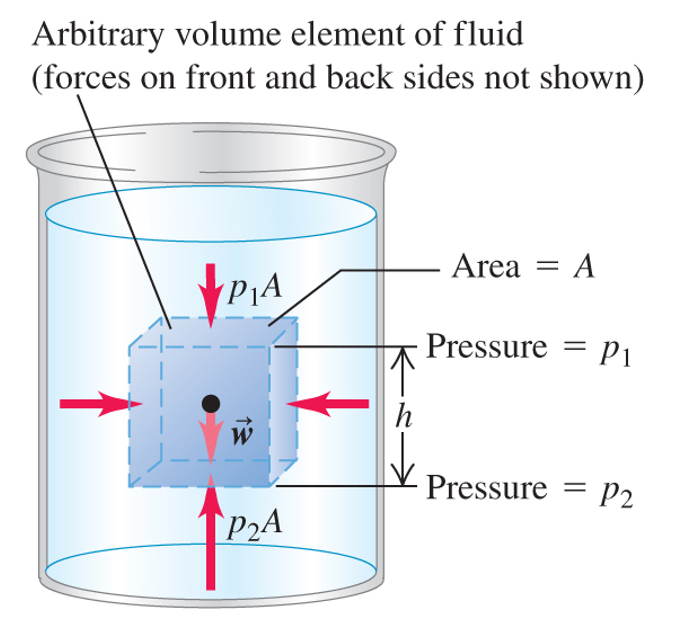 Arbitrary volume element of fluid
(forces on front and back sides not shown)
p₁A
Area = A
Pressure = p₁
h
w⃗
Pressure = p₂
p₂A